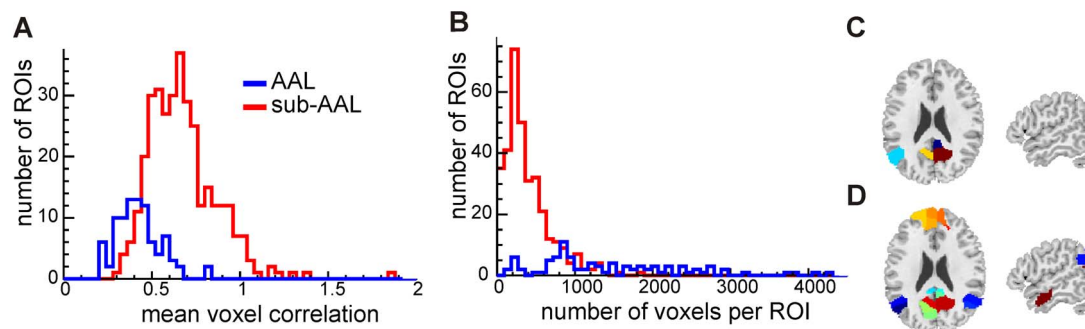 A
number of ROIs
30
20
10
0
0
0.5
1
1.5
2
mean voxel correlation
AAL
sub-AAL
B
number of ROIs
60
40
20
0
0
1000
2000
3000
4000
number of voxels per ROI
C
D